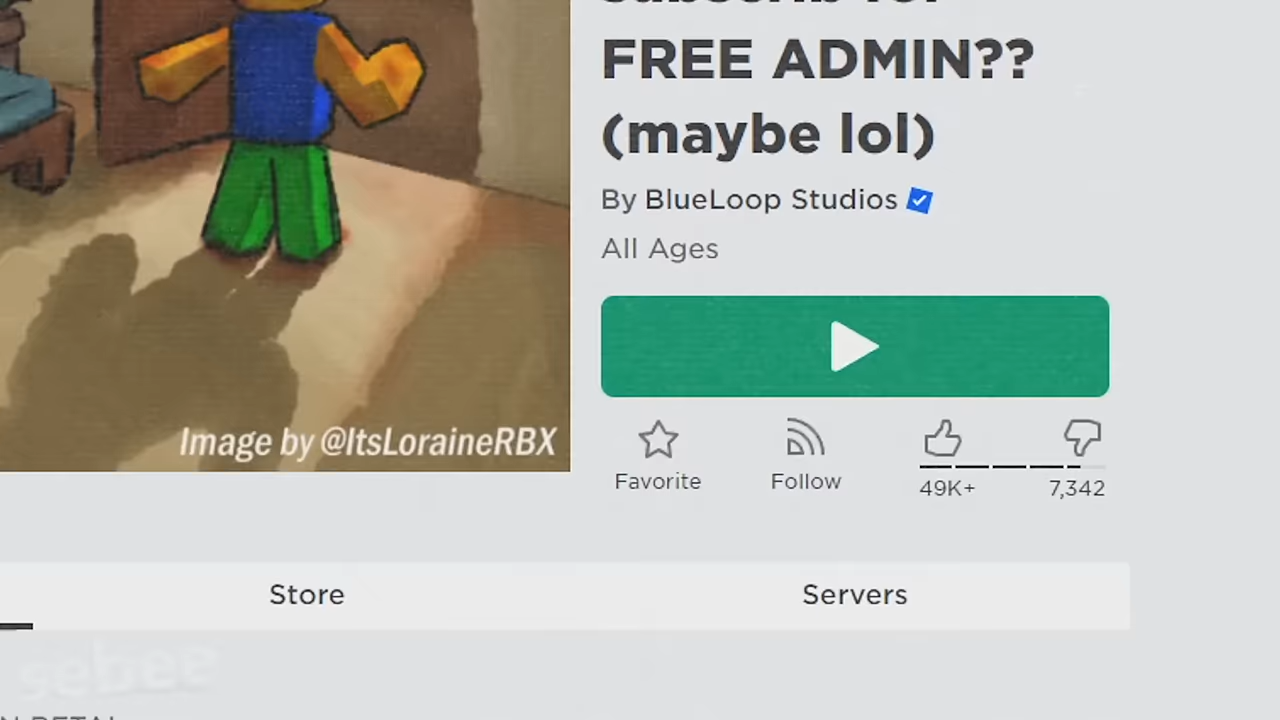 FREE ADMIN??
(maybe lol)
By BlueLoop Studios
All Ages
Image by @ItsLoraineRBX
Favorite
Follow
49K+
7,342
Store
Servers
sebee